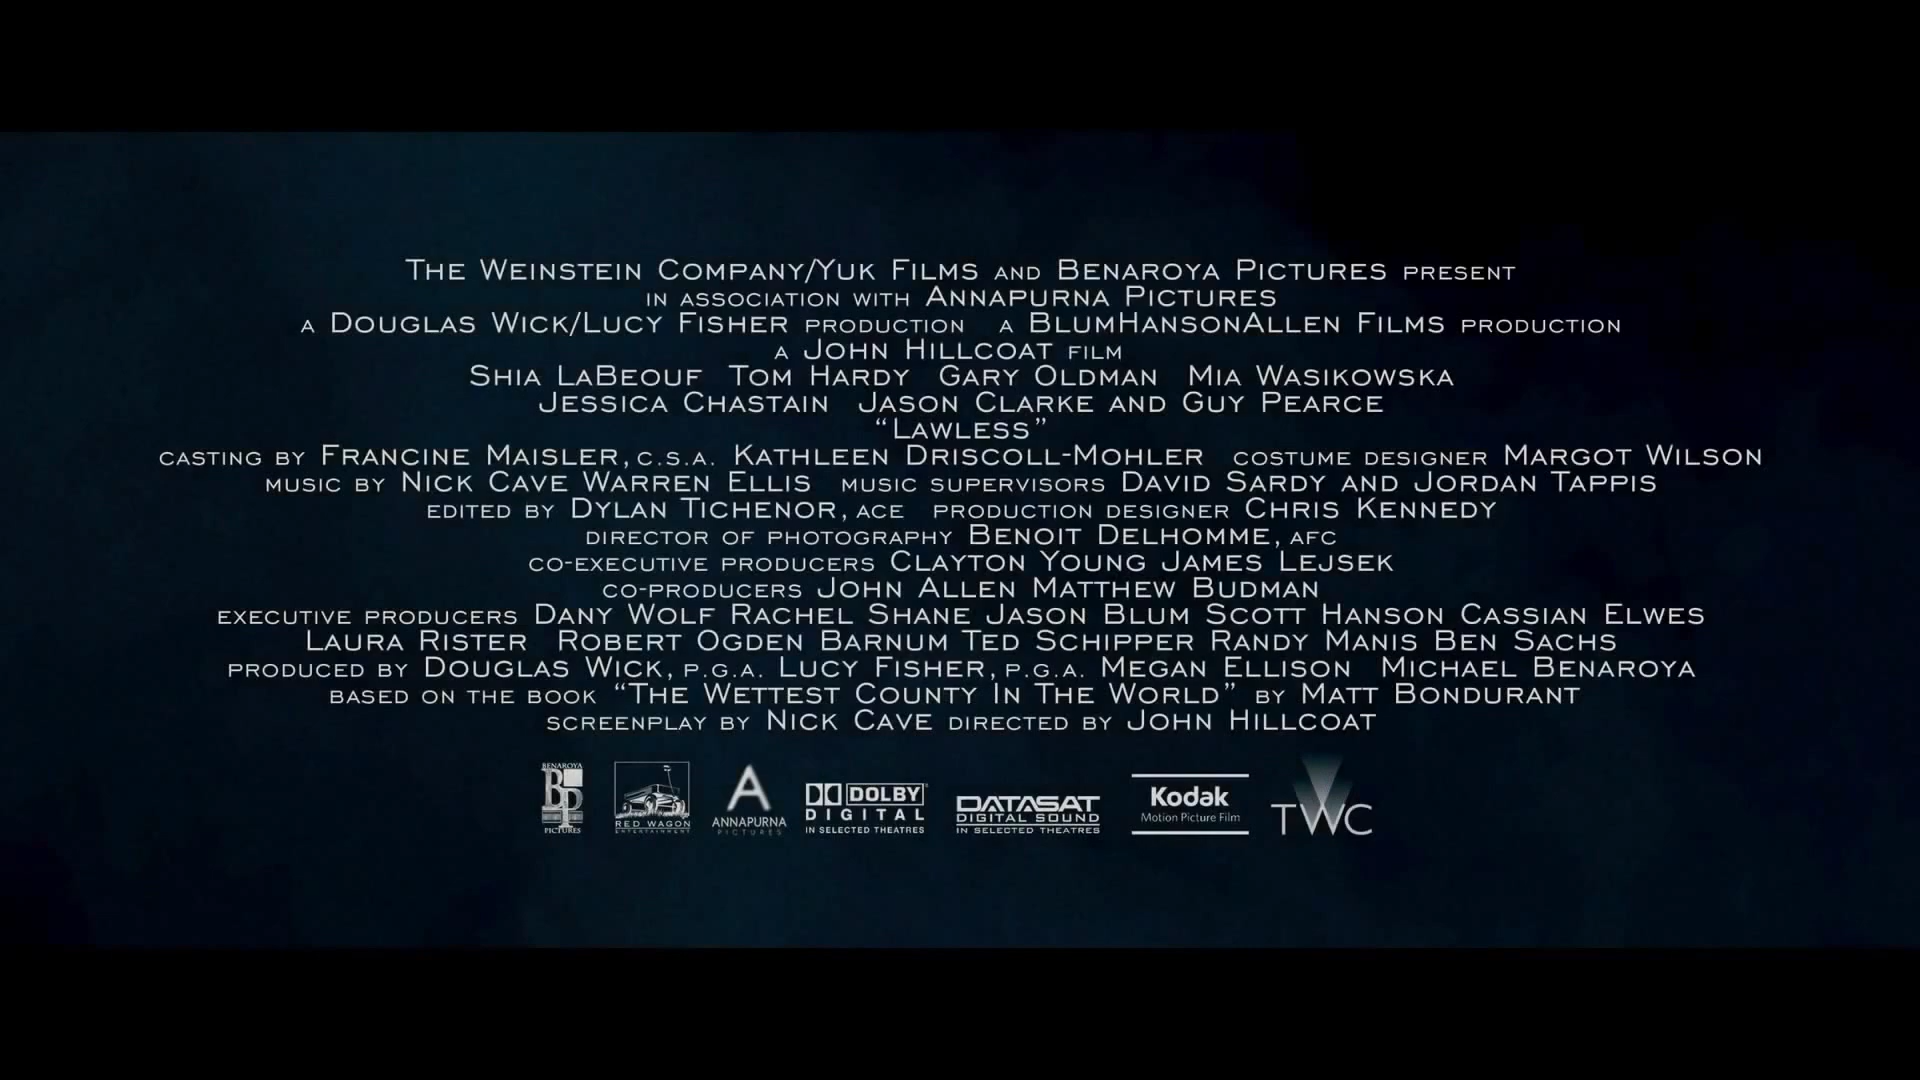 The Weinstein Company/Yuk Films and Benaroya Pictures present
in association with Annapurna Pictures
a Douglas Wick/Lucy Fisher production a BlumHansonAllen Films production
a John Hillcoat film
Shia LaBeouf Tom Hardy Gary Oldman Mia Wasikowska
Jessica Chastain Jason Clarke and Guy Pearce
“Lawless”
casting by Francine Maisler, c.s.a. Kathleen Driscoll-Mohler costume designer Margot Wilson
music by Nick Cave Warren Ellis music supervisors David Sardy and Jordan Tappis
edited by Dylan Tichenor, ace production designer Chris Kennedy
director of photography Benoit Delhomme, afc
co-executive producers Clayton Young James Lejsek
co-producers John Allen Matthew Budman
executive producers Dany Wolf Rachel Shane Jason Blum Scott Hanson Cassian Elwes
Laura Rister Robert Ogden Barnum Ted Schipper Randy Manis Ben Sachs
produced by Douglas Wick, p.g.a. Lucy Fisher, p.g.a. Megan Ellison Michael Benaroya
based on the book “The Wettest County In The World” by Matt Bondurant
screenplay by Nick Cave directed by John Hillcoat
BENAROYA
BP
PICTURES
RED WAGON
ENTERTAINMENT
A
ANNAPURNA
PICTURES
DOLBY
DIGITAL
IN SELECTED THEATRES
DATASAT
DIGITAL SOUND
IN SELECTED THEATRES
Kodak
Motion Picture Film
TWC